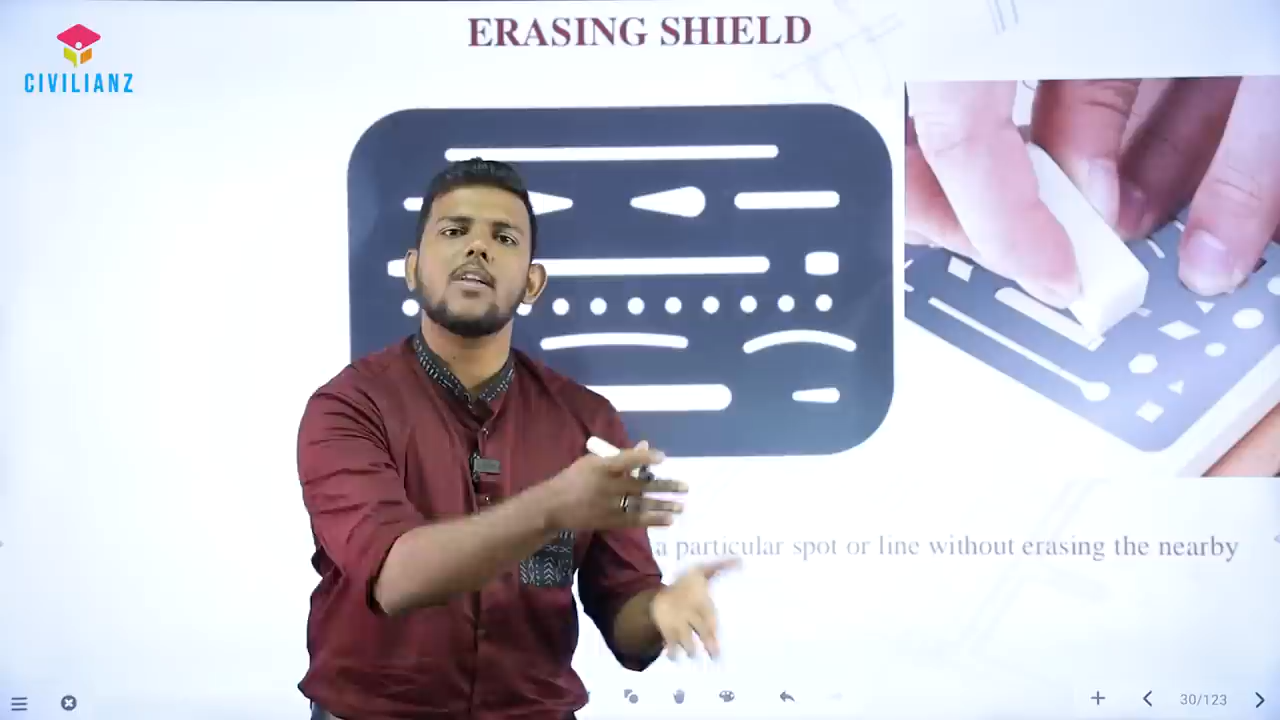 ERASING SHIELD
CIVILIANZ
a particular spot or line without erasing the nearby
30/123